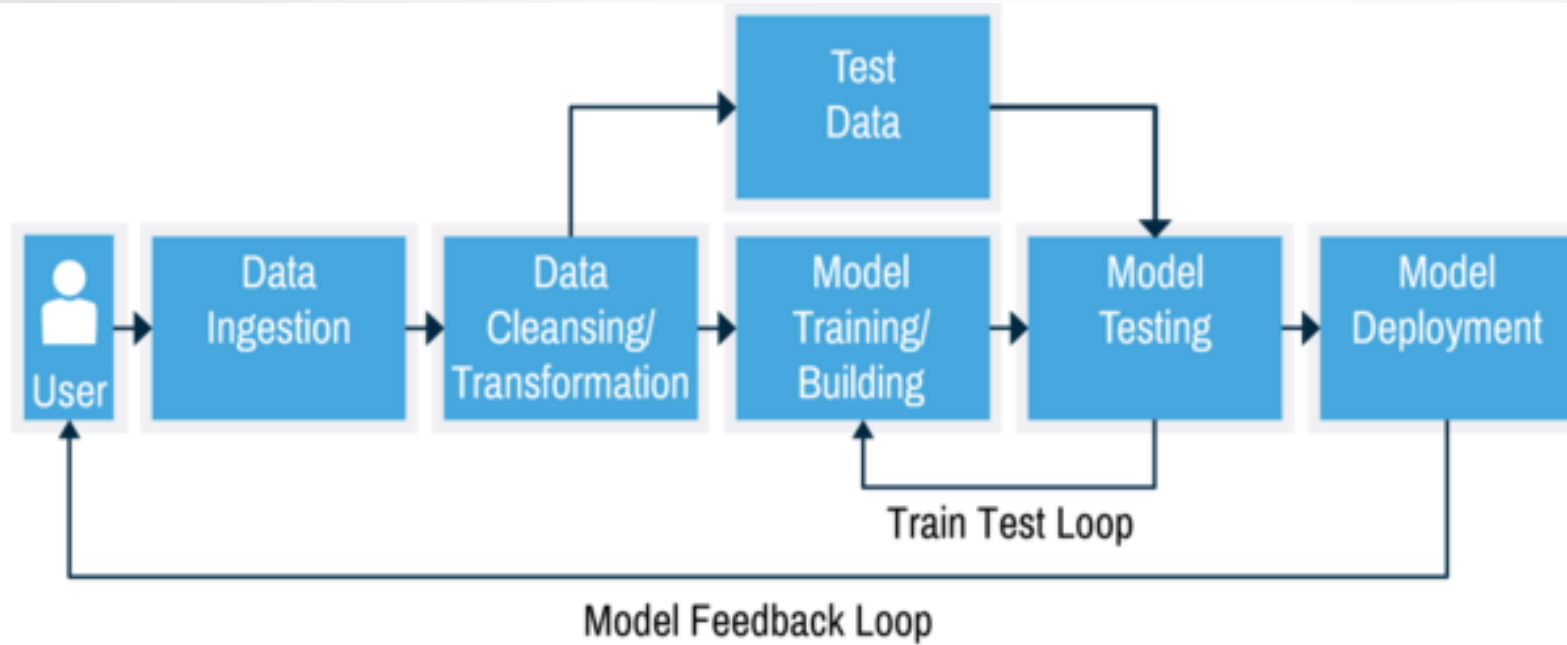 Test
Data
User
Data
Ingestion
Data
Cleansing/
Transformation
Model
Training/
Building
Model
Testing
Model
Deployment
Train Test Loop
Model Feedback Loop